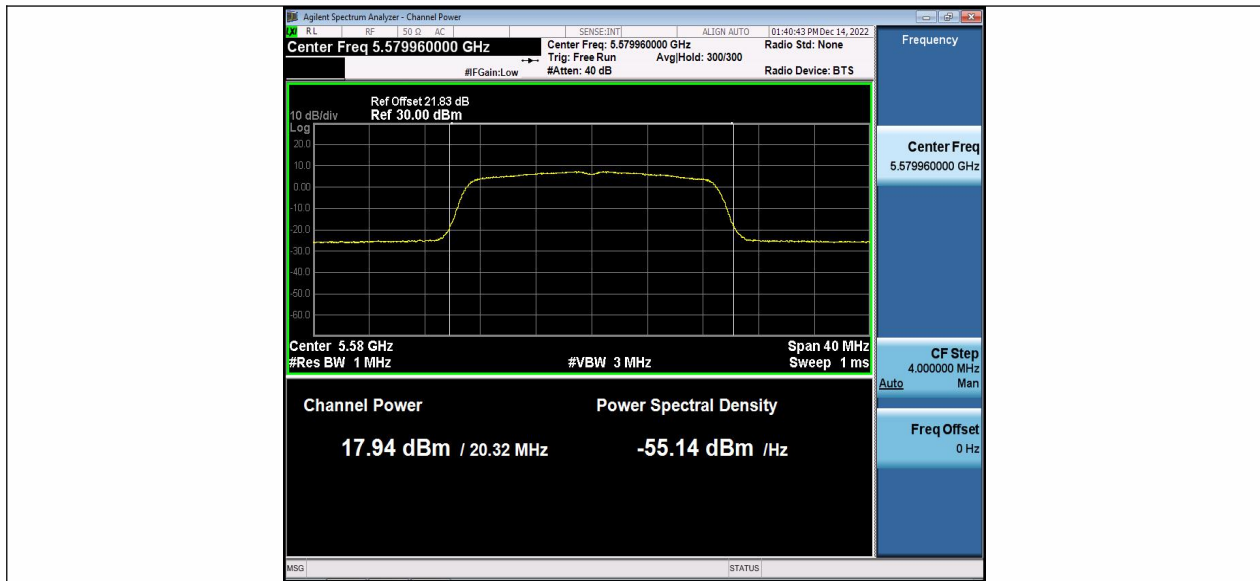 Agilent Spectrum Analyzer - Channel Power
RL RF 50 Ω AC SENSE:INT ALIGN AUTO 01:40:43 PM Dec 14, 2022
Center Freq 5.579960000 GHz
Center Freq: 5.579960000 GHz Radio Std: None
Trig: Free Run Avg|Hold: 300/300
#IFGain:Low #Atten: 40 dB Radio Device: BTS
Frequency
Ref Offset 21.83 dB
10 dB/div Ref 30.00 dBm
Log
20.0
10.0
0.00
-10.0
-20.0
-30.0
-40.0
-50.0
-60.0
Center 5.58 GHz Span 40 MHz
#Res BW 1 MHz #VBW 3 MHz Sweep 1 ms
Channel Power Power Spectral Density
17.94 dBm / 20.32 MHz -55.14 dBm /Hz
Center Freq
5.579960000 GHz
CF Step
4.000000 MHz
Auto Man
Freq Offset
0 Hz
MSG STATUS